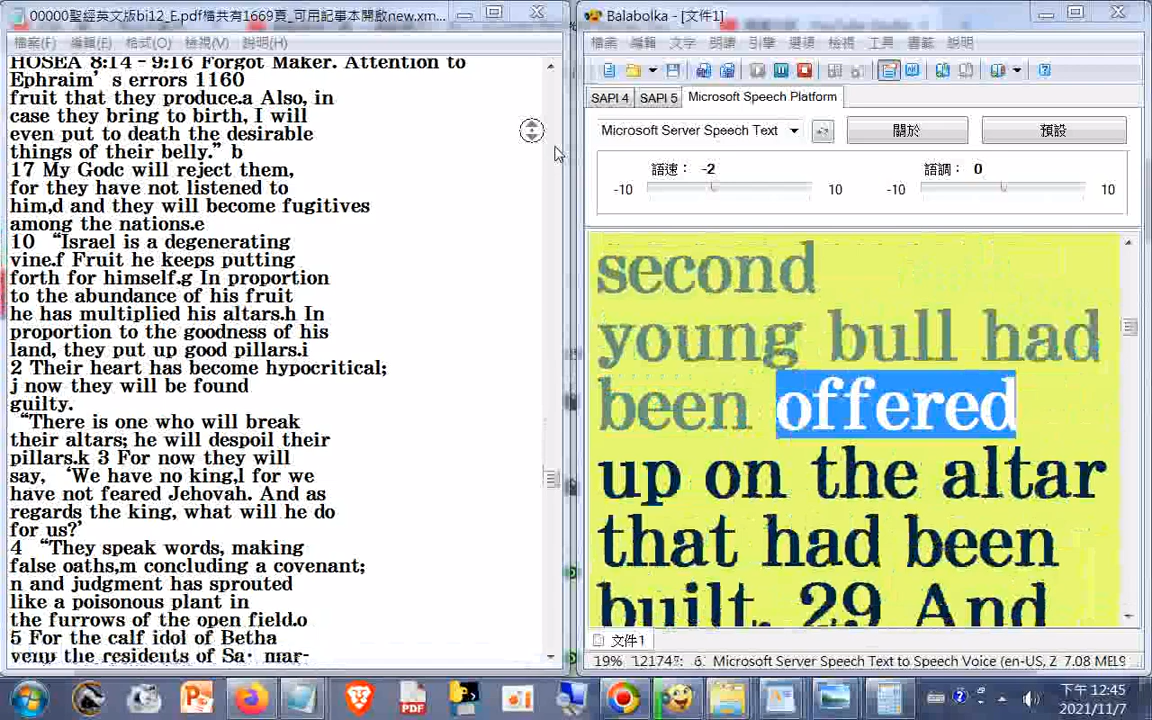 00000聖經英文版bi12_E.pdf檔共有1669頁_可用記事本開啟new.xm...
檔案(F) 編輯(E) 格式(O) 檢視(V) 說明(H)
HOSEA 8:14 - 9:16 Forgot Maker. Attention to
Ephraim’s errors 1160
fruit that they produce.a Also, in
case they bring to birth, I will
even put to death the desirable
things of their belly.” b
17 My Godc will reject them,
for they have not listened to
him,d and they will become fugitives
among the nations.e
10 “Israel is a degenerating
vine.f Fruit he keeps putting
forth for himself.g In proportion
to the abundance of his fruit
he has multiplied his altars.h In
proportion to the goodness of his
land, they put up good pillars.i
2 Their heart has become hypocritical;
j now they will be found
guilty.
“There is one who will break
their altars; he will despoil their
pillars.k 3 For now they will
say, ‘We have no king,l for we
have not feared Jehovah. And as
regards the king, what will he do
for us?’
4 “They speak words, making
false oaths,m concluding a covenant;
n and judgment has sprouted
like a poisonous plant in
the furrows of the open field.o
5 For the calf idol of Betha
venu the residents of Sa· mar-
Balabolka - [文件1]
檔案 編輯 文字 朗讀 引擎 選項 檢視 工具 書籤 說明
SAPI 4 SAPI 5 Microsoft Speech Platform
Microsoft Server Speech Text 關於 預設
語速： -2 語調： 0
-10 10 -10 10
second
young bull had
been offered
up on the altar
that had been
built. 29 And
文件1
19% Microsoft Server Speech Text to Speech Voice (en-US, Z 7.08 MB
PDF
下午 12:45
2021/11/7